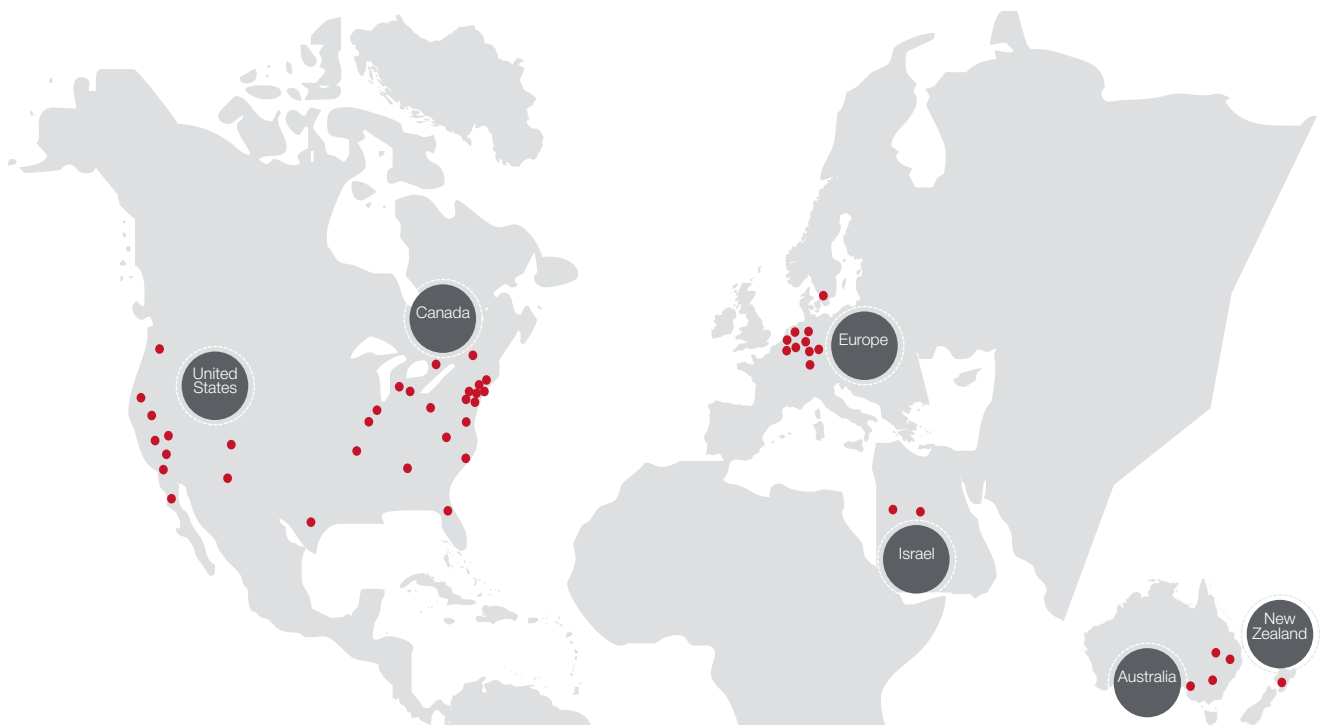 Canada
United
States
Europe
Israel
New
Zealand
Australia